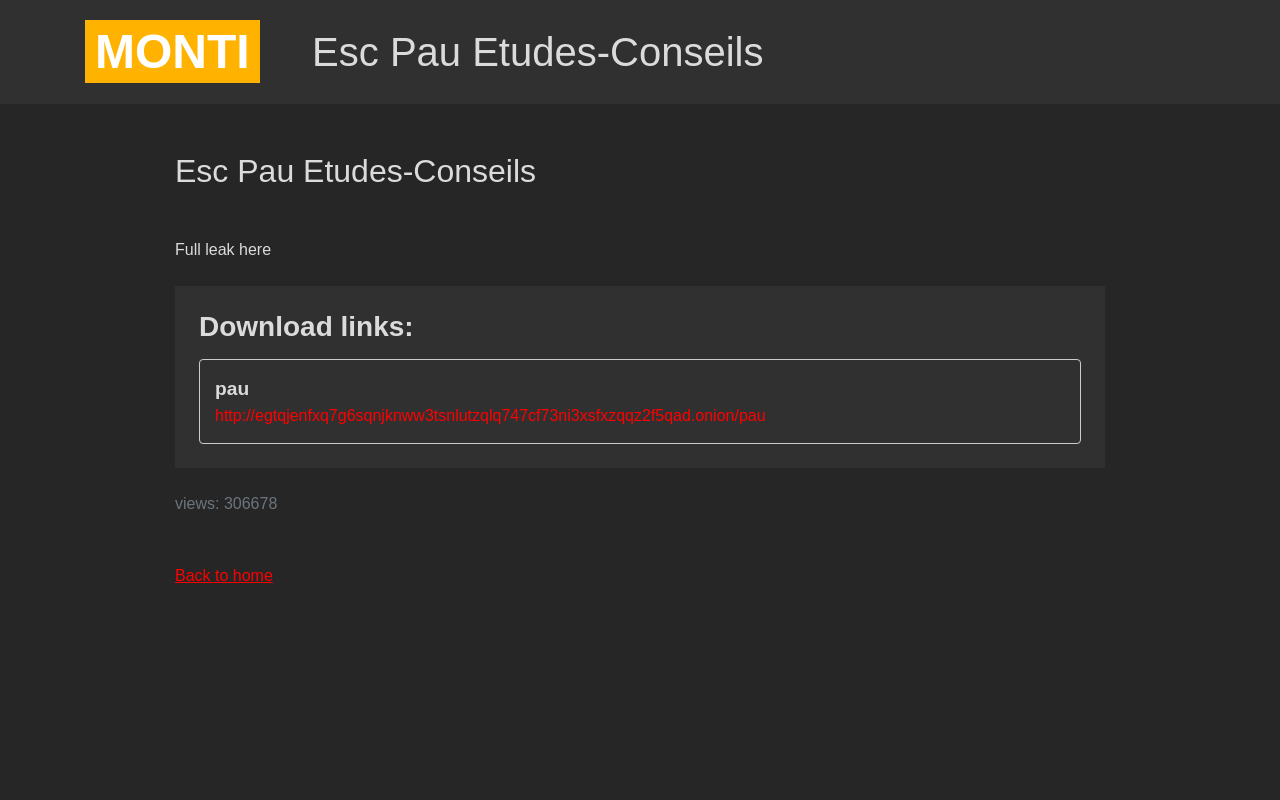 MONTI
Esc Pau Etudes-Conseils
Esc Pau Etudes-Conseils
Full leak here
Download links:
pau
http://egtqjenfxq7g6sqnjknww3tsnlutzqlq747cf73ni3xsfxzqqz2f5qad.onion/pau
views: 306678
Back to home